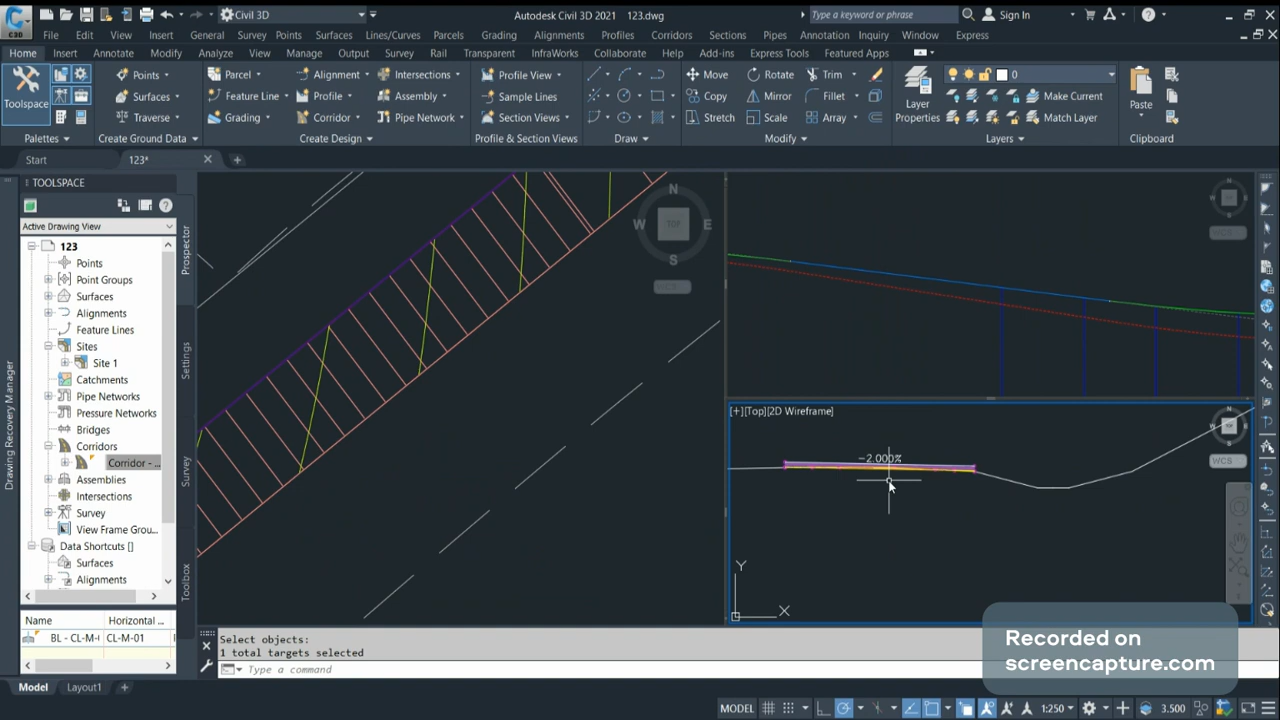 Civil 3D
Autodesk Civil 3D 2021 123.dwg
Type a keyword or phrase
Sign In
C3D
File Edit View Insert General Survey Points Surfaces Lines/Curves Parcels Grading Alignments Profiles Corridors Sections Pipes Annotation Inquiry Window Express
Home Insert Annotate Modify Analyze View Manage Output Survey Rail Transparent InfraWorks Collaborate Help Add-ins Express Tools Featured Apps
Points Parcel Alignment Intersections Profile View Move Rotate Trim 0
Toolspace Surfaces Feature Line Profile Assembly Sample Lines Copy Mirror Fillet Layer Properties Make Current Paste
Traverse Grading Corridor Pipe Network Section Views Stretch Scale Array Match Layer
Palettes Create Ground Data Create Design Profile & Section Views Draw Modify Layers Clipboard
Start 123*
TOOLSPACE
Active Drawing View
123
Points
Point Groups
Surfaces
Alignments
Feature Lines
Sites
Site 1
Catchments
Pipe Networks
Pressure Networks
Bridges
Corridors
Corridor - ...
Assemblies
Intersections
Survey
View Frame Grou...
Data Shortcuts []
Surfaces
Alignments
Name Horizontal
BL - CL-M-( CL-M-01
Drawing Recovery Manager
Prospector
Settings
Survey
Toolbox
N
W TOP E
S
WCS
[+][Top][2D Wireframe]
-2.000%
WCS
Y
X
Select objects:
1 total targets selected
Type a command
Recorded on
screencapture.com
Model Layout1
MODEL 1:250 3.500